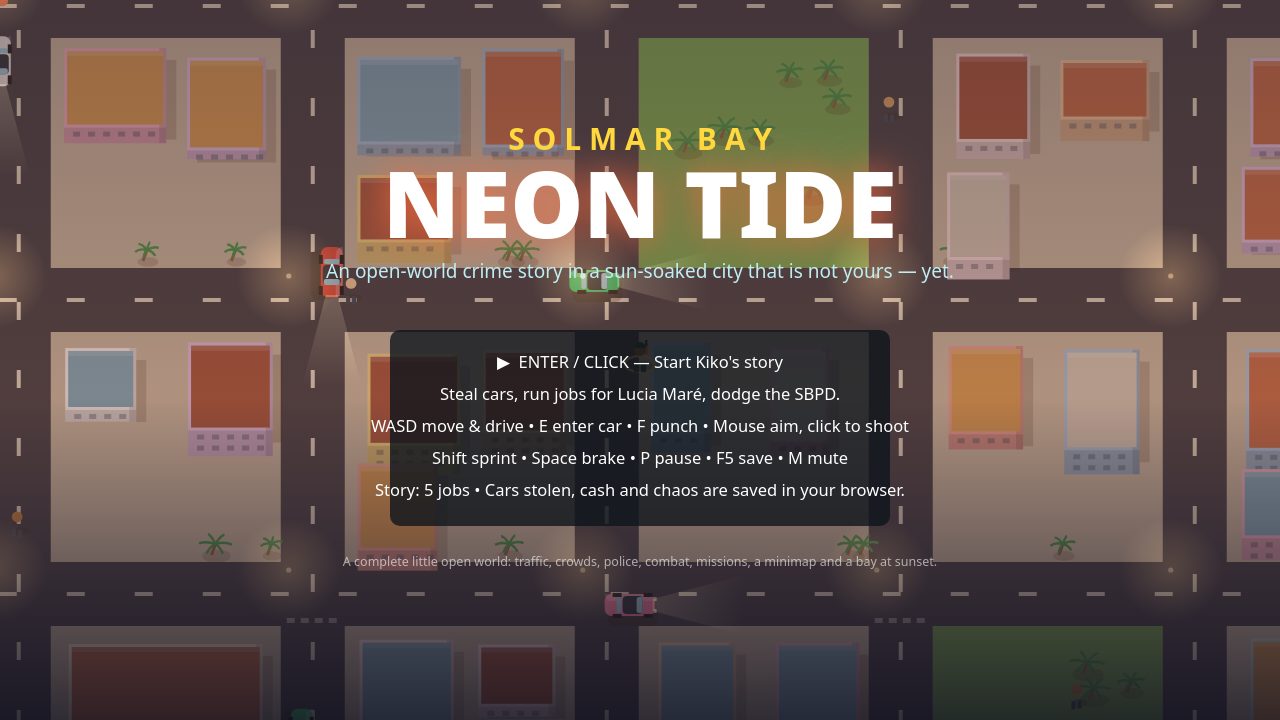 SOLMAR BAY
NEON TIDE
An open-world crime story in a sun-soaked city that is not yours — yet.
▶ ENTER / CLICK — Start Kiko's story
Steal cars, run jobs for Lucia Maré, dodge the SBPD.
WASD move & drive • E enter car • F punch • Mouse aim, click to shoot
Shift sprint • Space brake • P pause • F5 save • M mute
Story: 5 jobs • Cars stolen, cash and chaos are saved in your browser.
A complete little open world: traffic, crowds, police, combat, missions, a minimap and a bay at sunset.